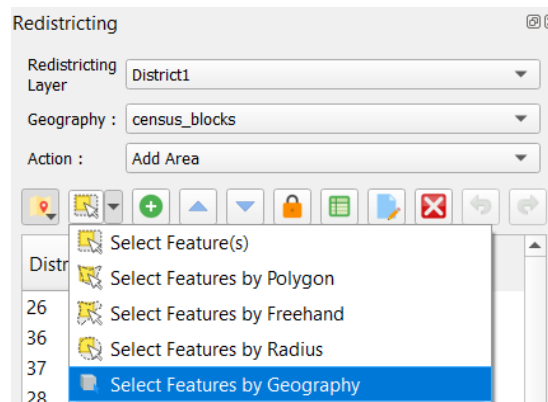 Redistricting
Redistricting
Layer
District1
Geography :
census_blocks
Action :
Add Area
Select Feature(s)
Distr
Select Features by Polygon
26
Select Features by Freehand
36
Select Features by Radius
37
Select Features by Geography
28